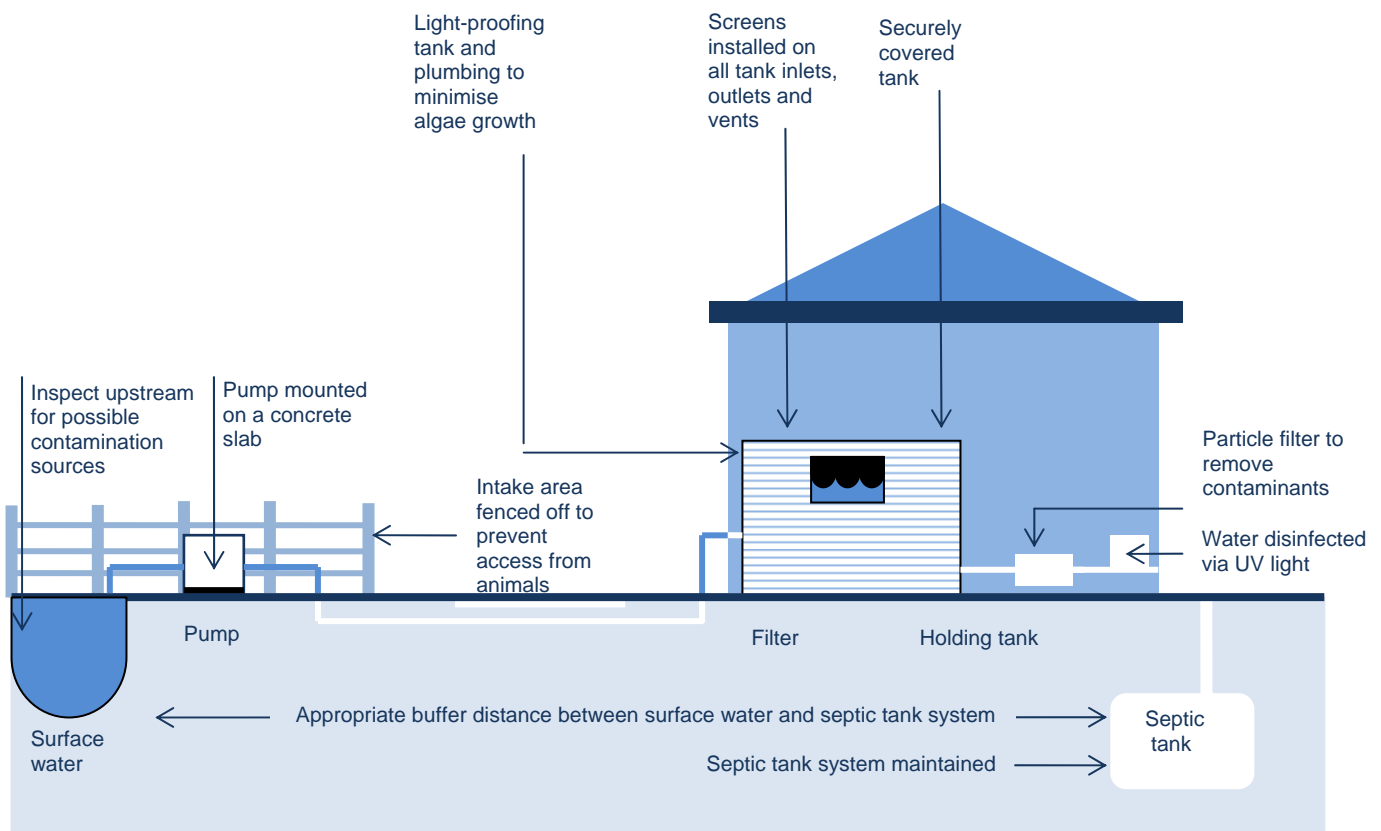 Light-proofing
tank and
plumbing to
minimise
algae growth
Screens
installed on
all tank inlets,
outlets and
vents
Securely
covered
tank
Inspect upstream
for possible
contamination
sources
Pump mounted
on a concrete
slab
Intake area
fenced off to
prevent
access from
animals
Particle filter to
remove
contaminants
Water disinfected
via UV light
Pump
Filter
Holding tank
Surface
water
Appropriate buffer distance between surface water and septic tank system
Septic tank system maintained
Septic
tank